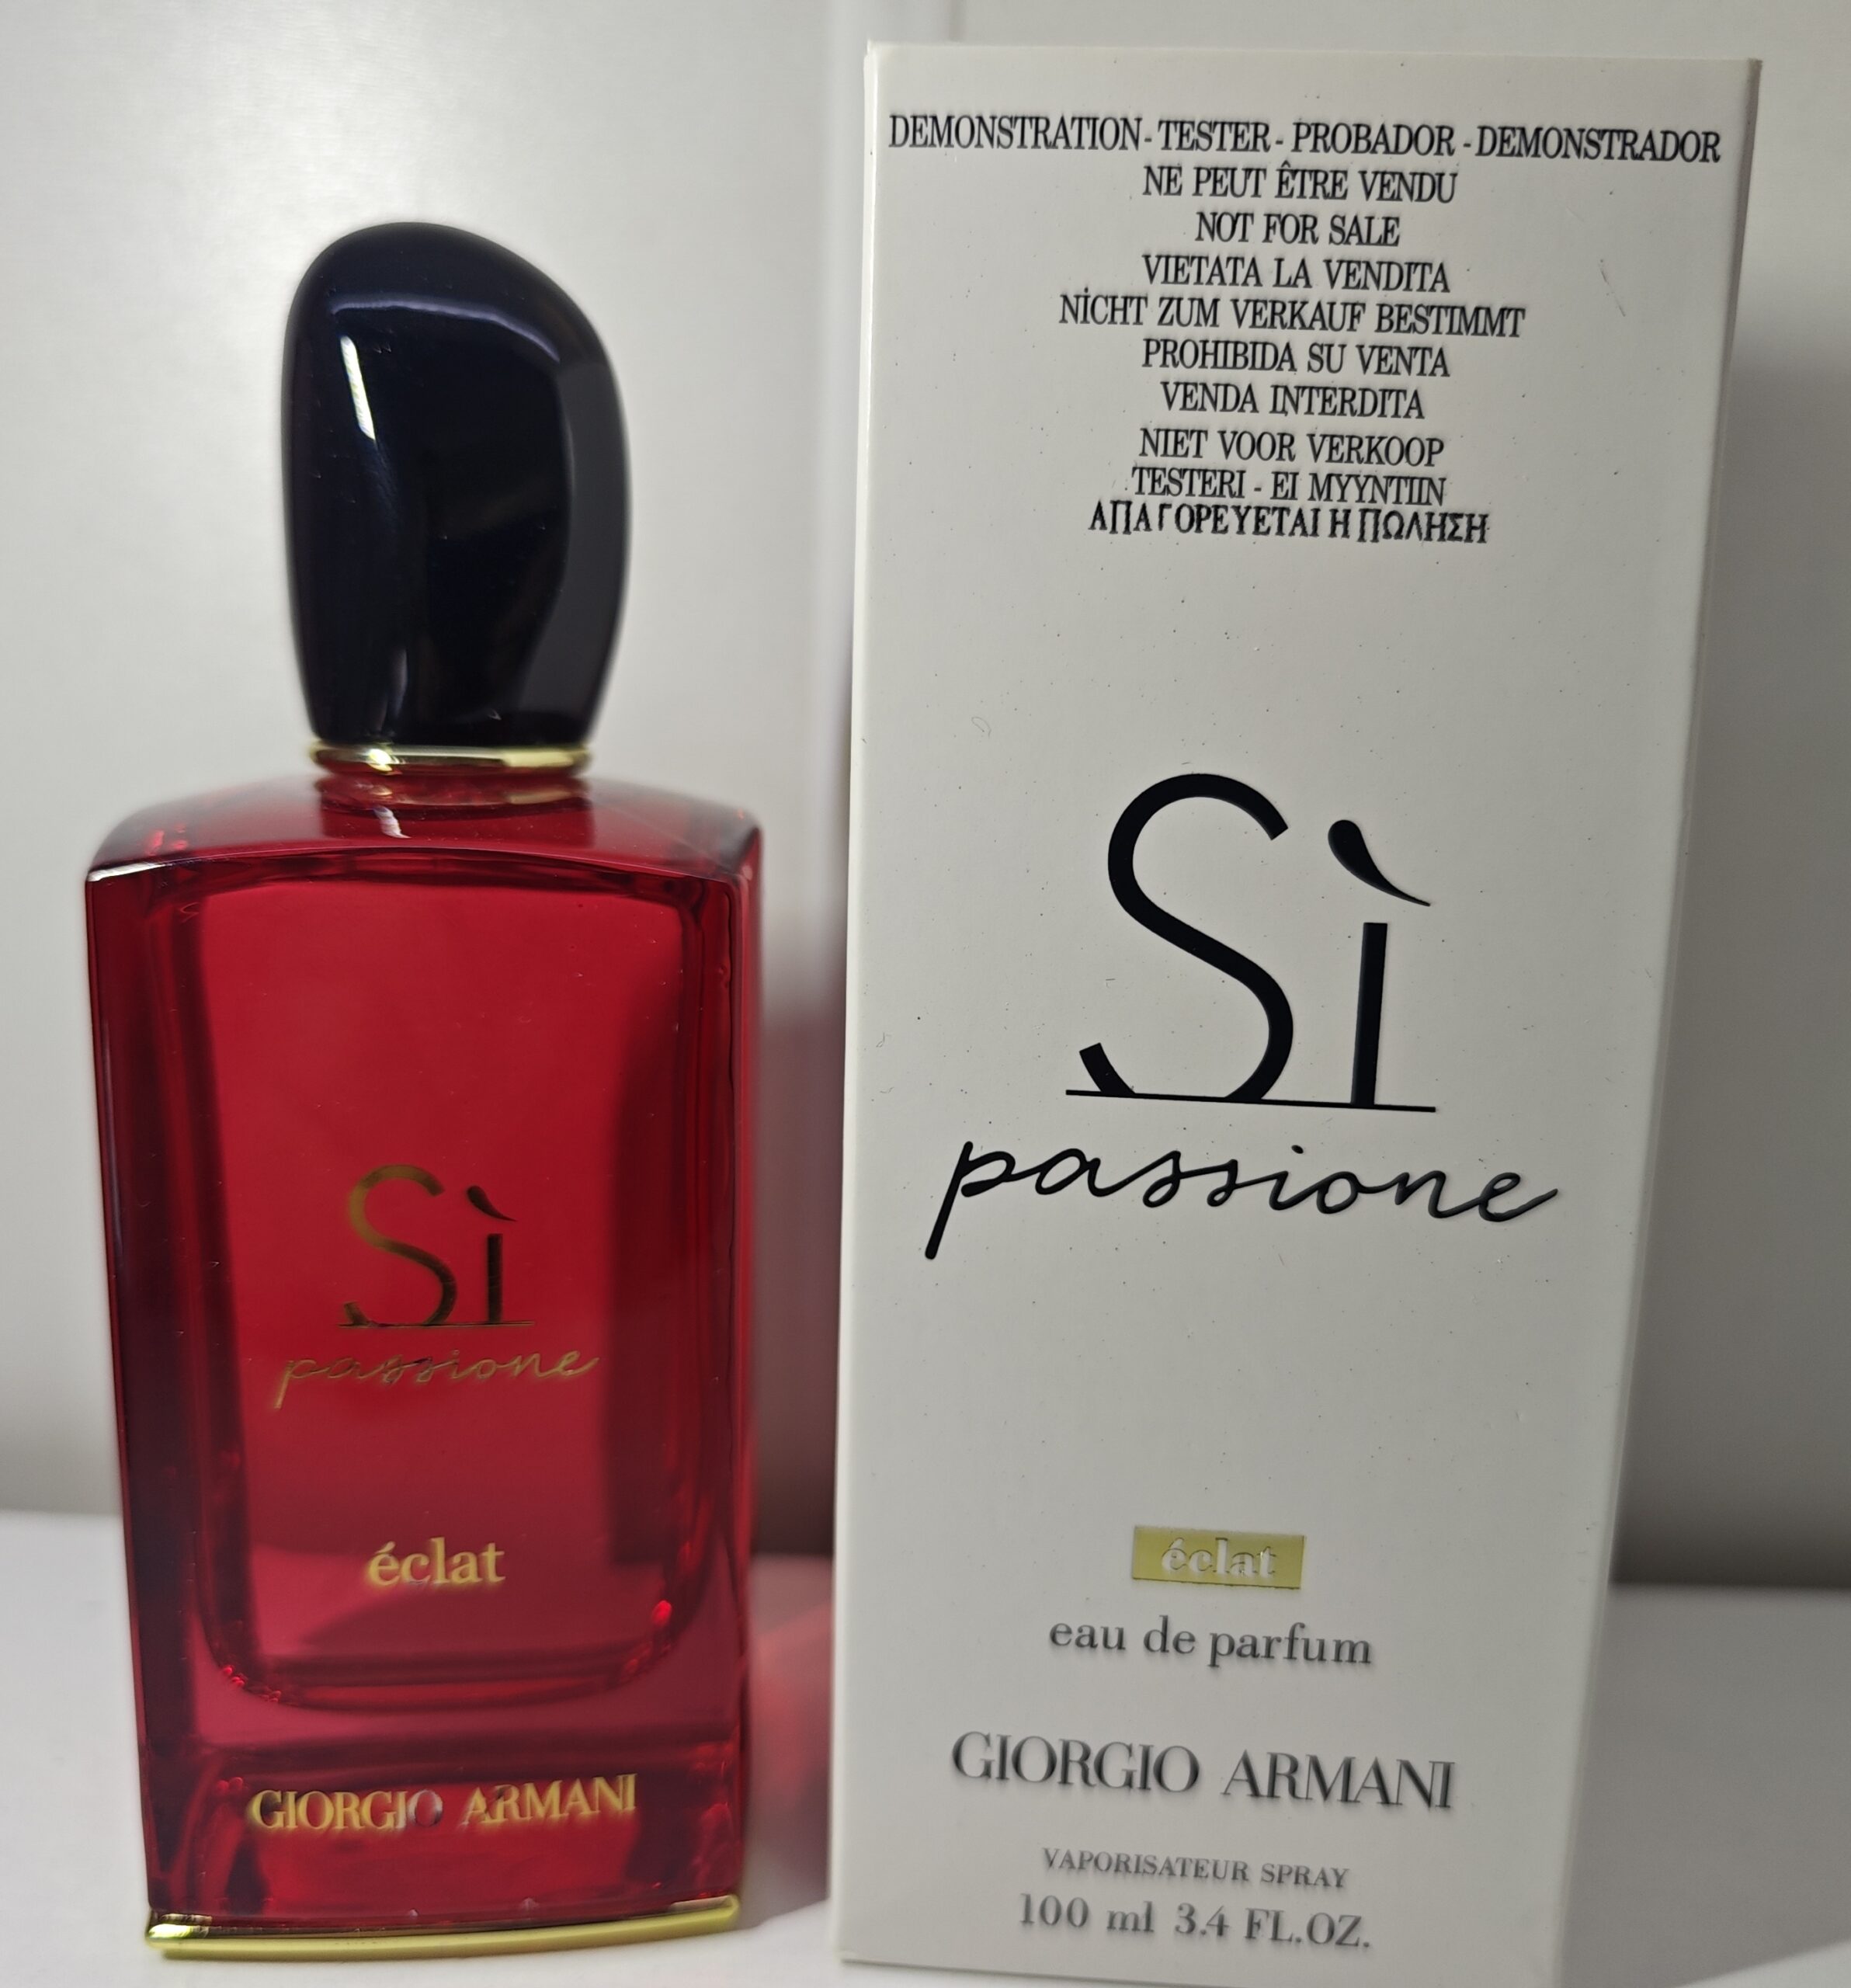 Sì
passione
éclat
GIORGIO ARMANI
DEMONSTRATION - TESTER - PROBADOR - DEMONSTRADOR
NE PEUT ÊTRE VENDU
NOT FOR SALE
VIETATA LA VENDITA
NİCHT ZUM VERKAUF BESTIMMT
PROHIBIDA SU VENTA
VENDA INTERDITA
NIET VOOR VERKOOP
TESTERI - EI MYYNTIIN
ΑΠΑΓΟΡΕΥΕΤΑΙ Η ΠΩΛΗΣΗ
Sì
passione
éclat
eau de parfum
GIORGIO ARMANI
VAPORISATEUR SPRAY
100 ml 3.4 FL.OZ.